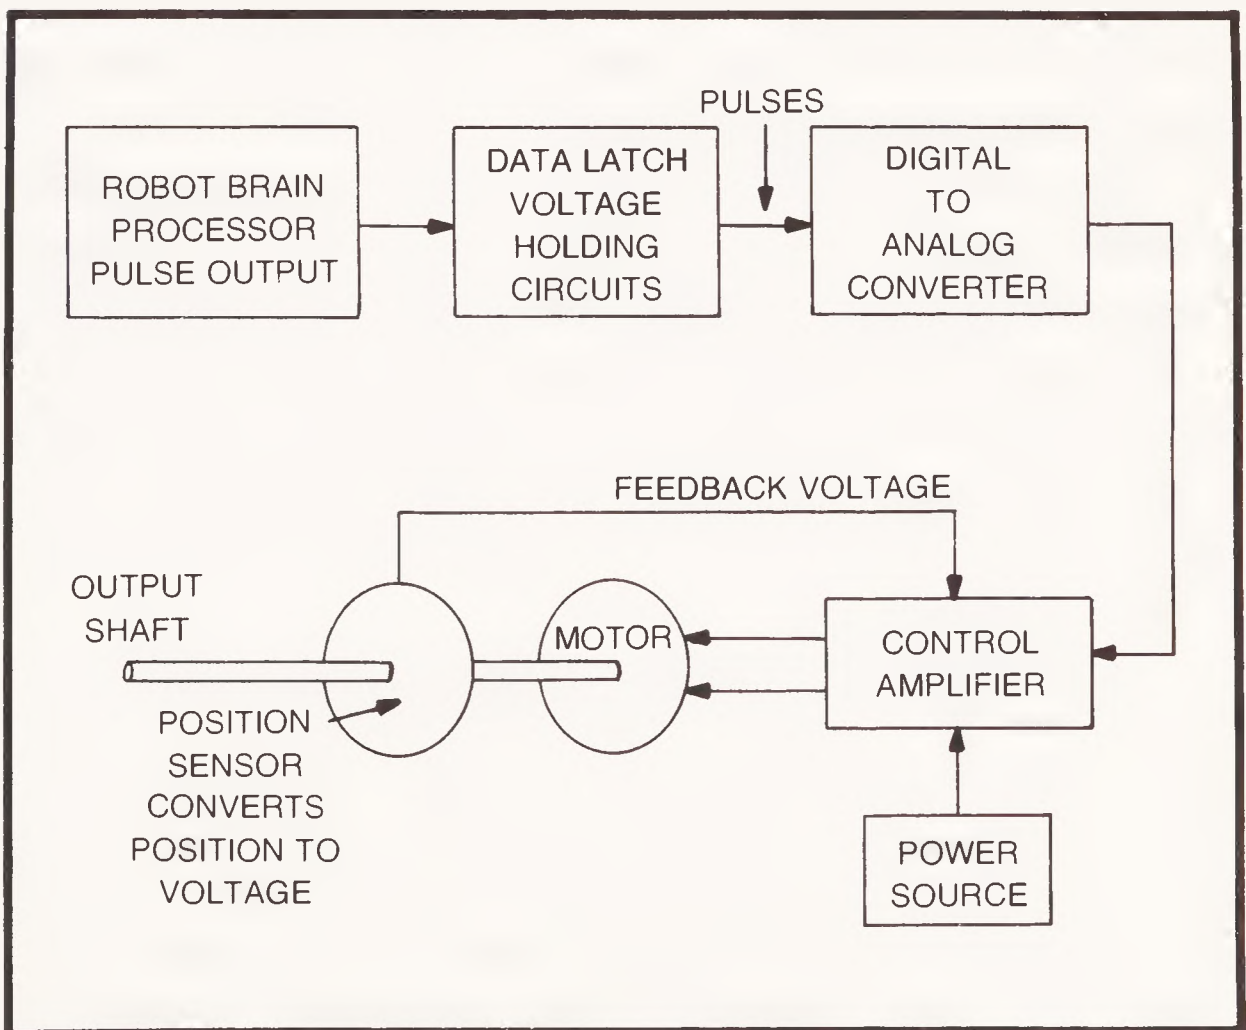 PULSES
ROBOT BRAIN
PROCESSOR
PULSE OUTPUT
DATA LATCH
VOLTAGE
HOLDING
CIRCUITS
DIGITAL
TO
ANALOG
CONVERTER
FEEDBACK VOLTAGE
OUTPUT
SHAFT
MOTOR
CONTROL
AMPLIFIER
POSITION
SENSOR
CONVERTS
POSITION TO
VOLTAGE
POWER
SOURCE